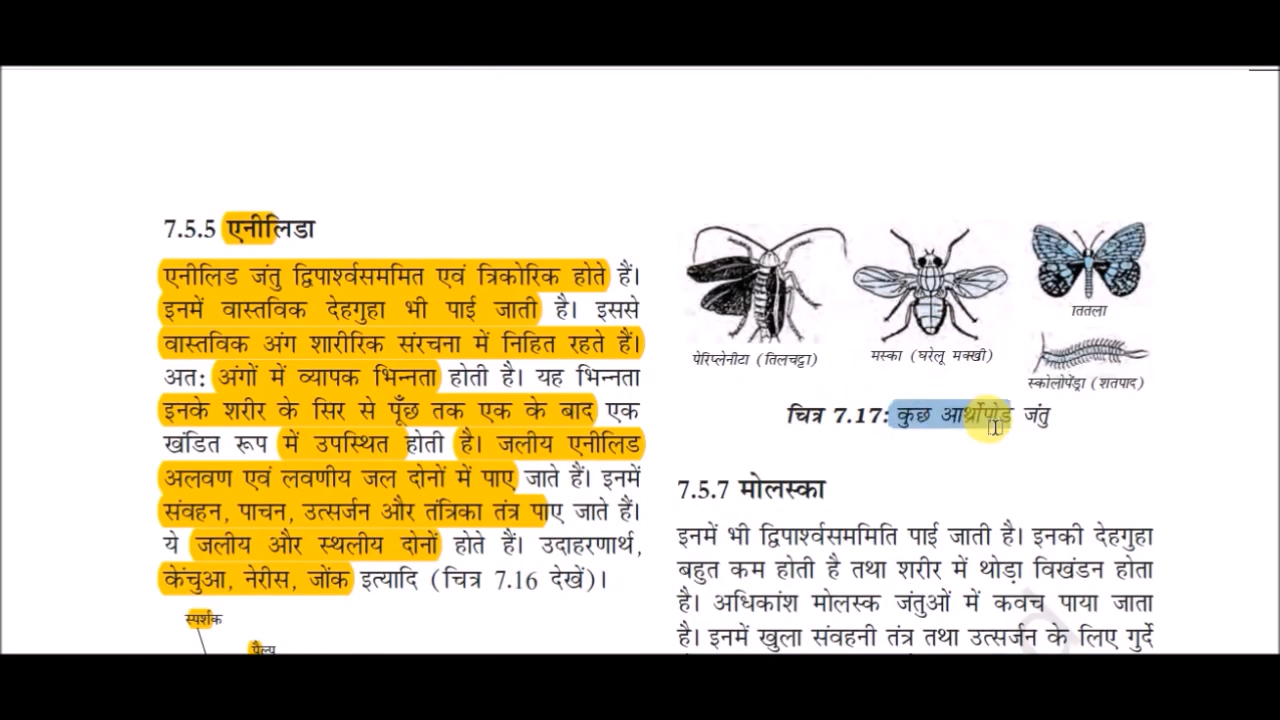 7.5.5 एनीलिडा
एनीलिड जंतु द्विपार्श्वसममित एवं त्रिकोरिक होते हैं।
इनमें वास्तविक देहगुहा भी पाई जाती है। इससे
वास्तविक अंग शारीरिक संरचना में निहित रहते हैं।
अत: अंगों में व्यापक भिन्नता होती है। यह भिन्नता
इनके शरीर के सिर से पूँछ तक एक के बाद एक
खंडित रूप में उपस्थित होती है। जलीय एनीलिड
अलवण एवं लवणीय जल दोनों में पाए जाते हैं। इनमें
संवहन, पाचन, उत्सर्जन और तंत्रिका तंत्र पाए जाते हैं।
ये जलीय और स्थलीय दोनों होते हैं। उदाहरणार्थ,
केंचुआ, नेरीस, जोंक इत्यादि (चित्र 7.16 देखें)।
स्पर्शक
पैल्प
पेरिप्लेनीटा (तिलचट्टा)
मस्का (घरेलू मक्खी)
तितली
स्कोलोपेंड्रा (शतपाद)
चित्र 7.17: कुछ आर्थ्रोपोड जंतु
7.5.7 मोलस्का
इनमें भी द्विपार्श्वसममिति पाई जाती है। इनकी देहगुहा
बहुत कम होती है तथा शरीर में थोड़ा विखंडन होता
है। अधिकांश मोलस्क जंतुओं में कवच पाया जाता
है। इनमें खुला संवहनी तंत्र तथा उत्सर्जन के लिए गुर्दे